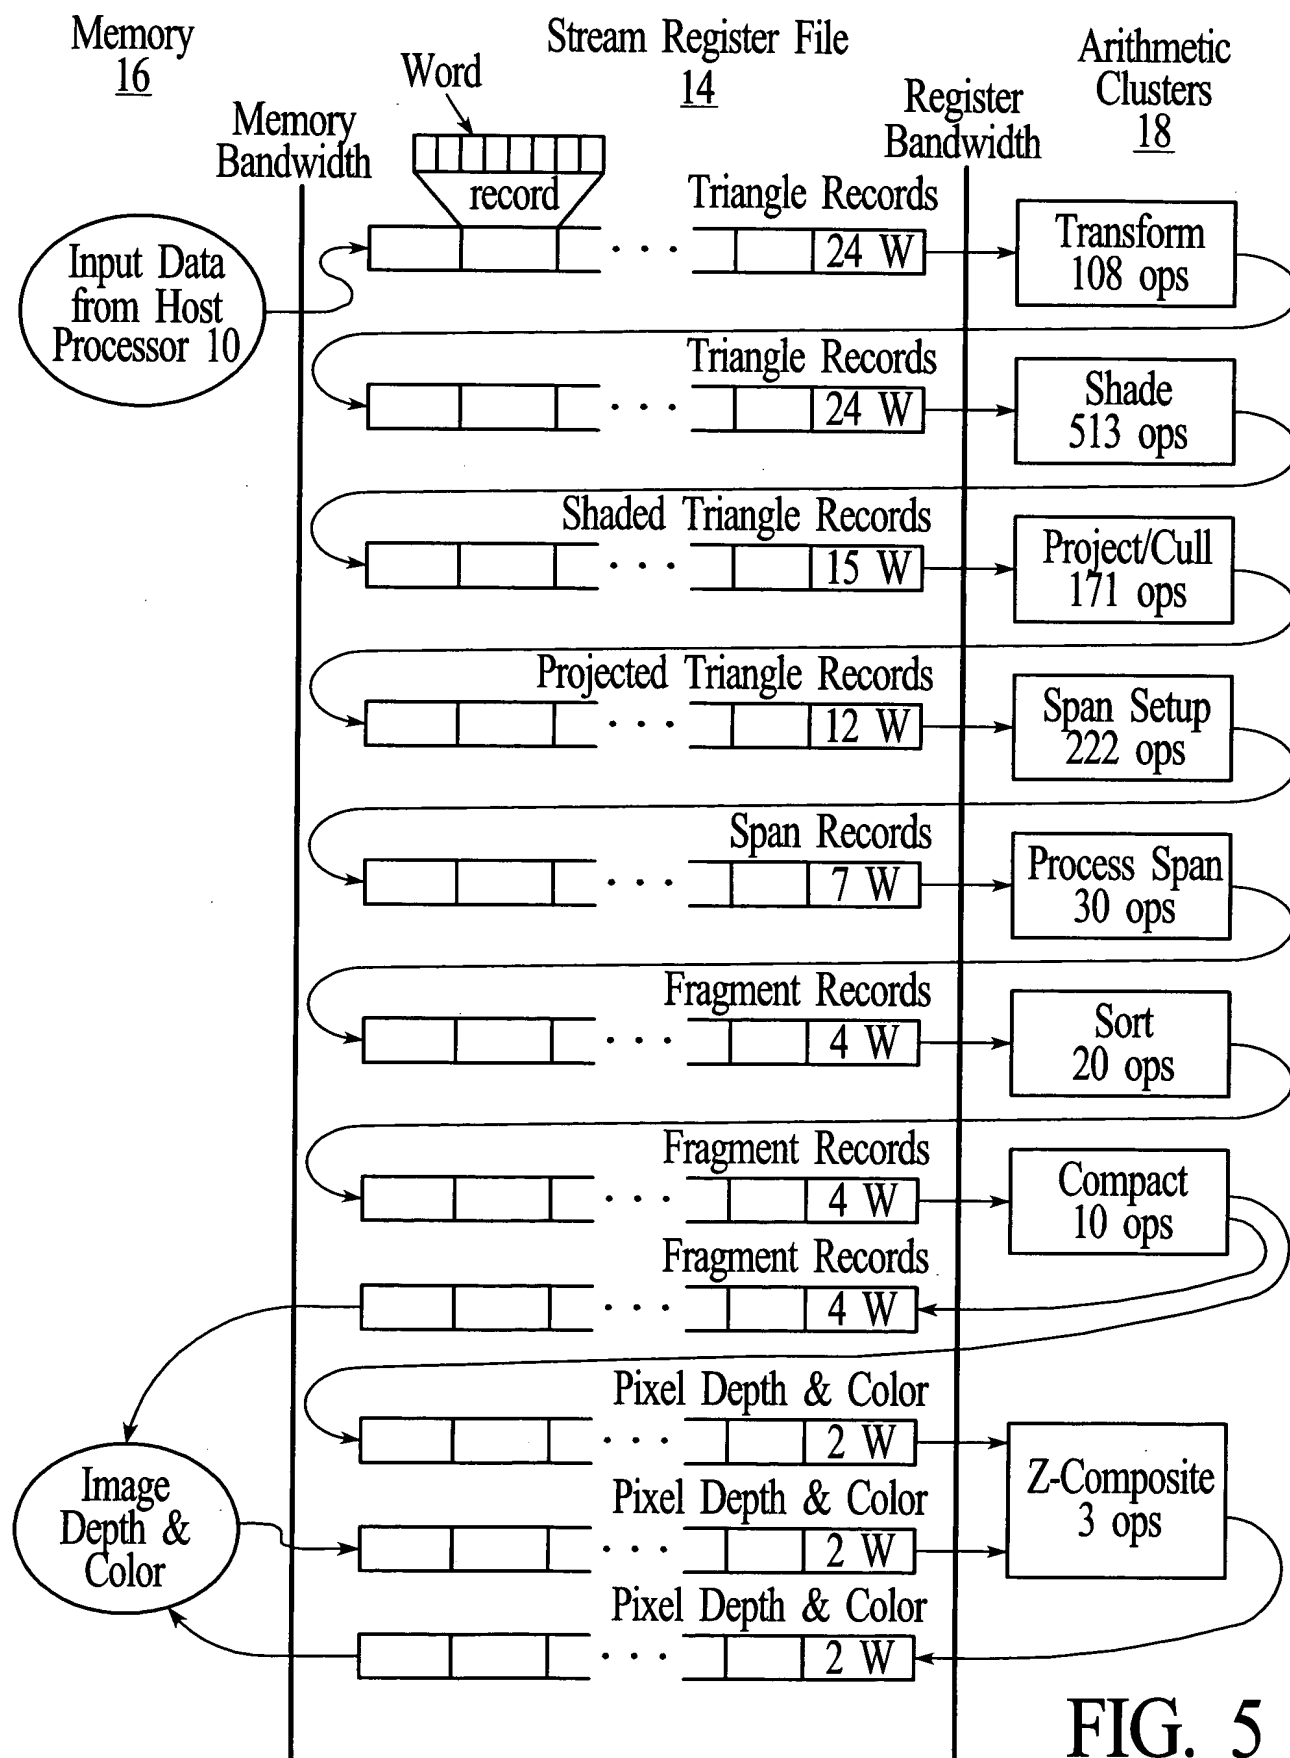 Memory
16
Stream Register File
14
Arithmetic
Clusters
18
Word
Memory
Bandwidth
Register
Bandwidth
record
Triangle Records
Input Data
from Host
Processor 10
24 W
Transform
108 ops
Triangle Records
24 W
Shade
513 ops
Shaded Triangle Records
15 W
Project/Cull
171 ops
Projected Triangle Records
12 W
Span Setup
222 ops
Span Records
7 W
Process Span
30 ops
Fragment Records
4 W
Sort
20 ops
Fragment Records
4 W
Compact
10 ops
Fragment Records
4 W
Pixel Depth & Color
2 W
Image
Depth &
Color
Z-Composite
3 ops
Pixel Depth & Color
2 W
Pixel Depth & Color
2 W
FIG. 5